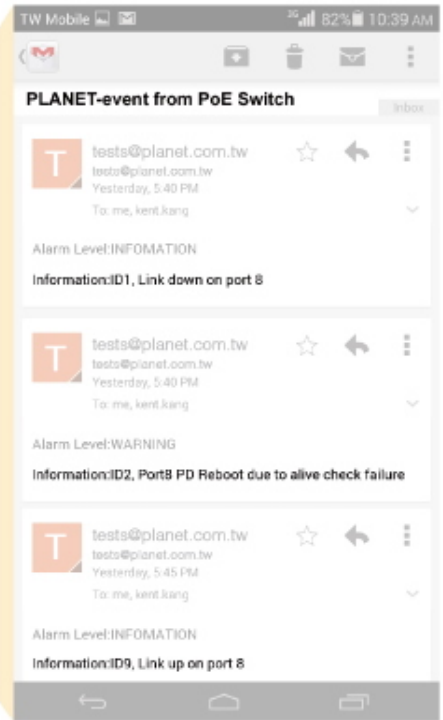 TW Mobile 3G 82% 10:39 AM
PLANET-event from PoE Switch
Inbox
T tests@planet.com.tw
tests@planet.com.tw
Yesterday, 5:40 PM
To: me, kent.kang
Alarm Level:INFOMATION
Information:ID1, Link down on port 8
T tests@planet.com.tw
tests@planet.com.tw
Yesterday, 5:40 PM
To: me, kent.kang
Alarm Level:WARNING
Information:ID2, Port8 PD Reboot due to alive check failure
T tests@planet.com.tw
tests@planet.com.tw
Yesterday, 5:45 PM
To: me, kent.kang
Alarm Level:INFOMATION
Information:ID9, Link up on port 8